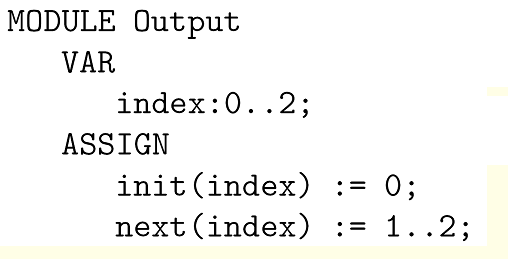 MODULE Output
VAR
index:0..2;
ASSIGN
init(index) := 0;
next(index) := 1..2;